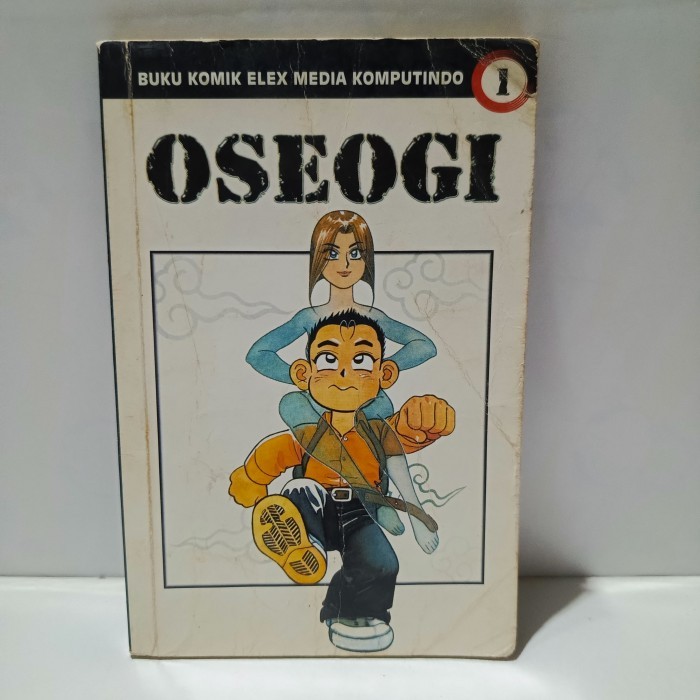 BUKU KOMIK ELEX MEDIA KOMPUTINDO
1
OSEOGI